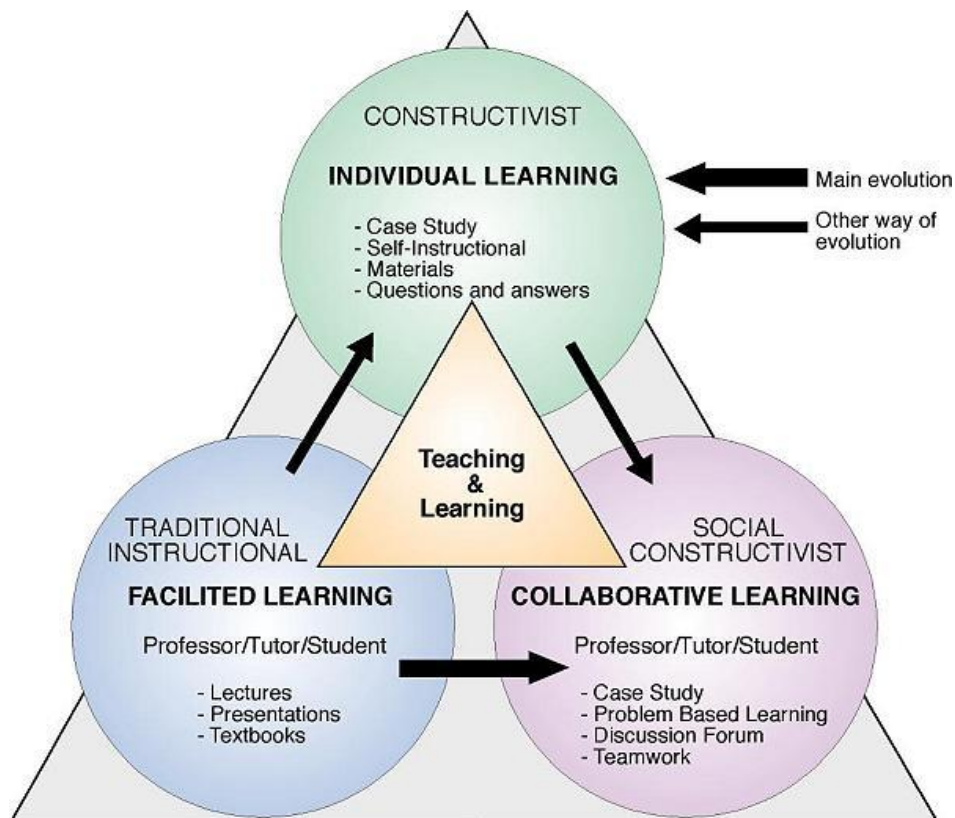 CONSTRUCTIVIST
INDIVIDUAL LEARNING
- Case Study
- Self-Instructional
- Materials
- Questions and answers
Main evolution
Other way of
evolution
Teaching
&
Learning
TRADITIONAL
INSTRUCTIONAL
FACILITED LEARNING
Professor/Tutor/Student
- Lectures
- Presentations
- Textbooks
SOCIAL
CONSTRUCTIVIST
COLLABORATIVE LEARNING
Professor/Tutor/Student
- Case Study
- Problem Based Learning
- Discussion Forum
- Teamwork